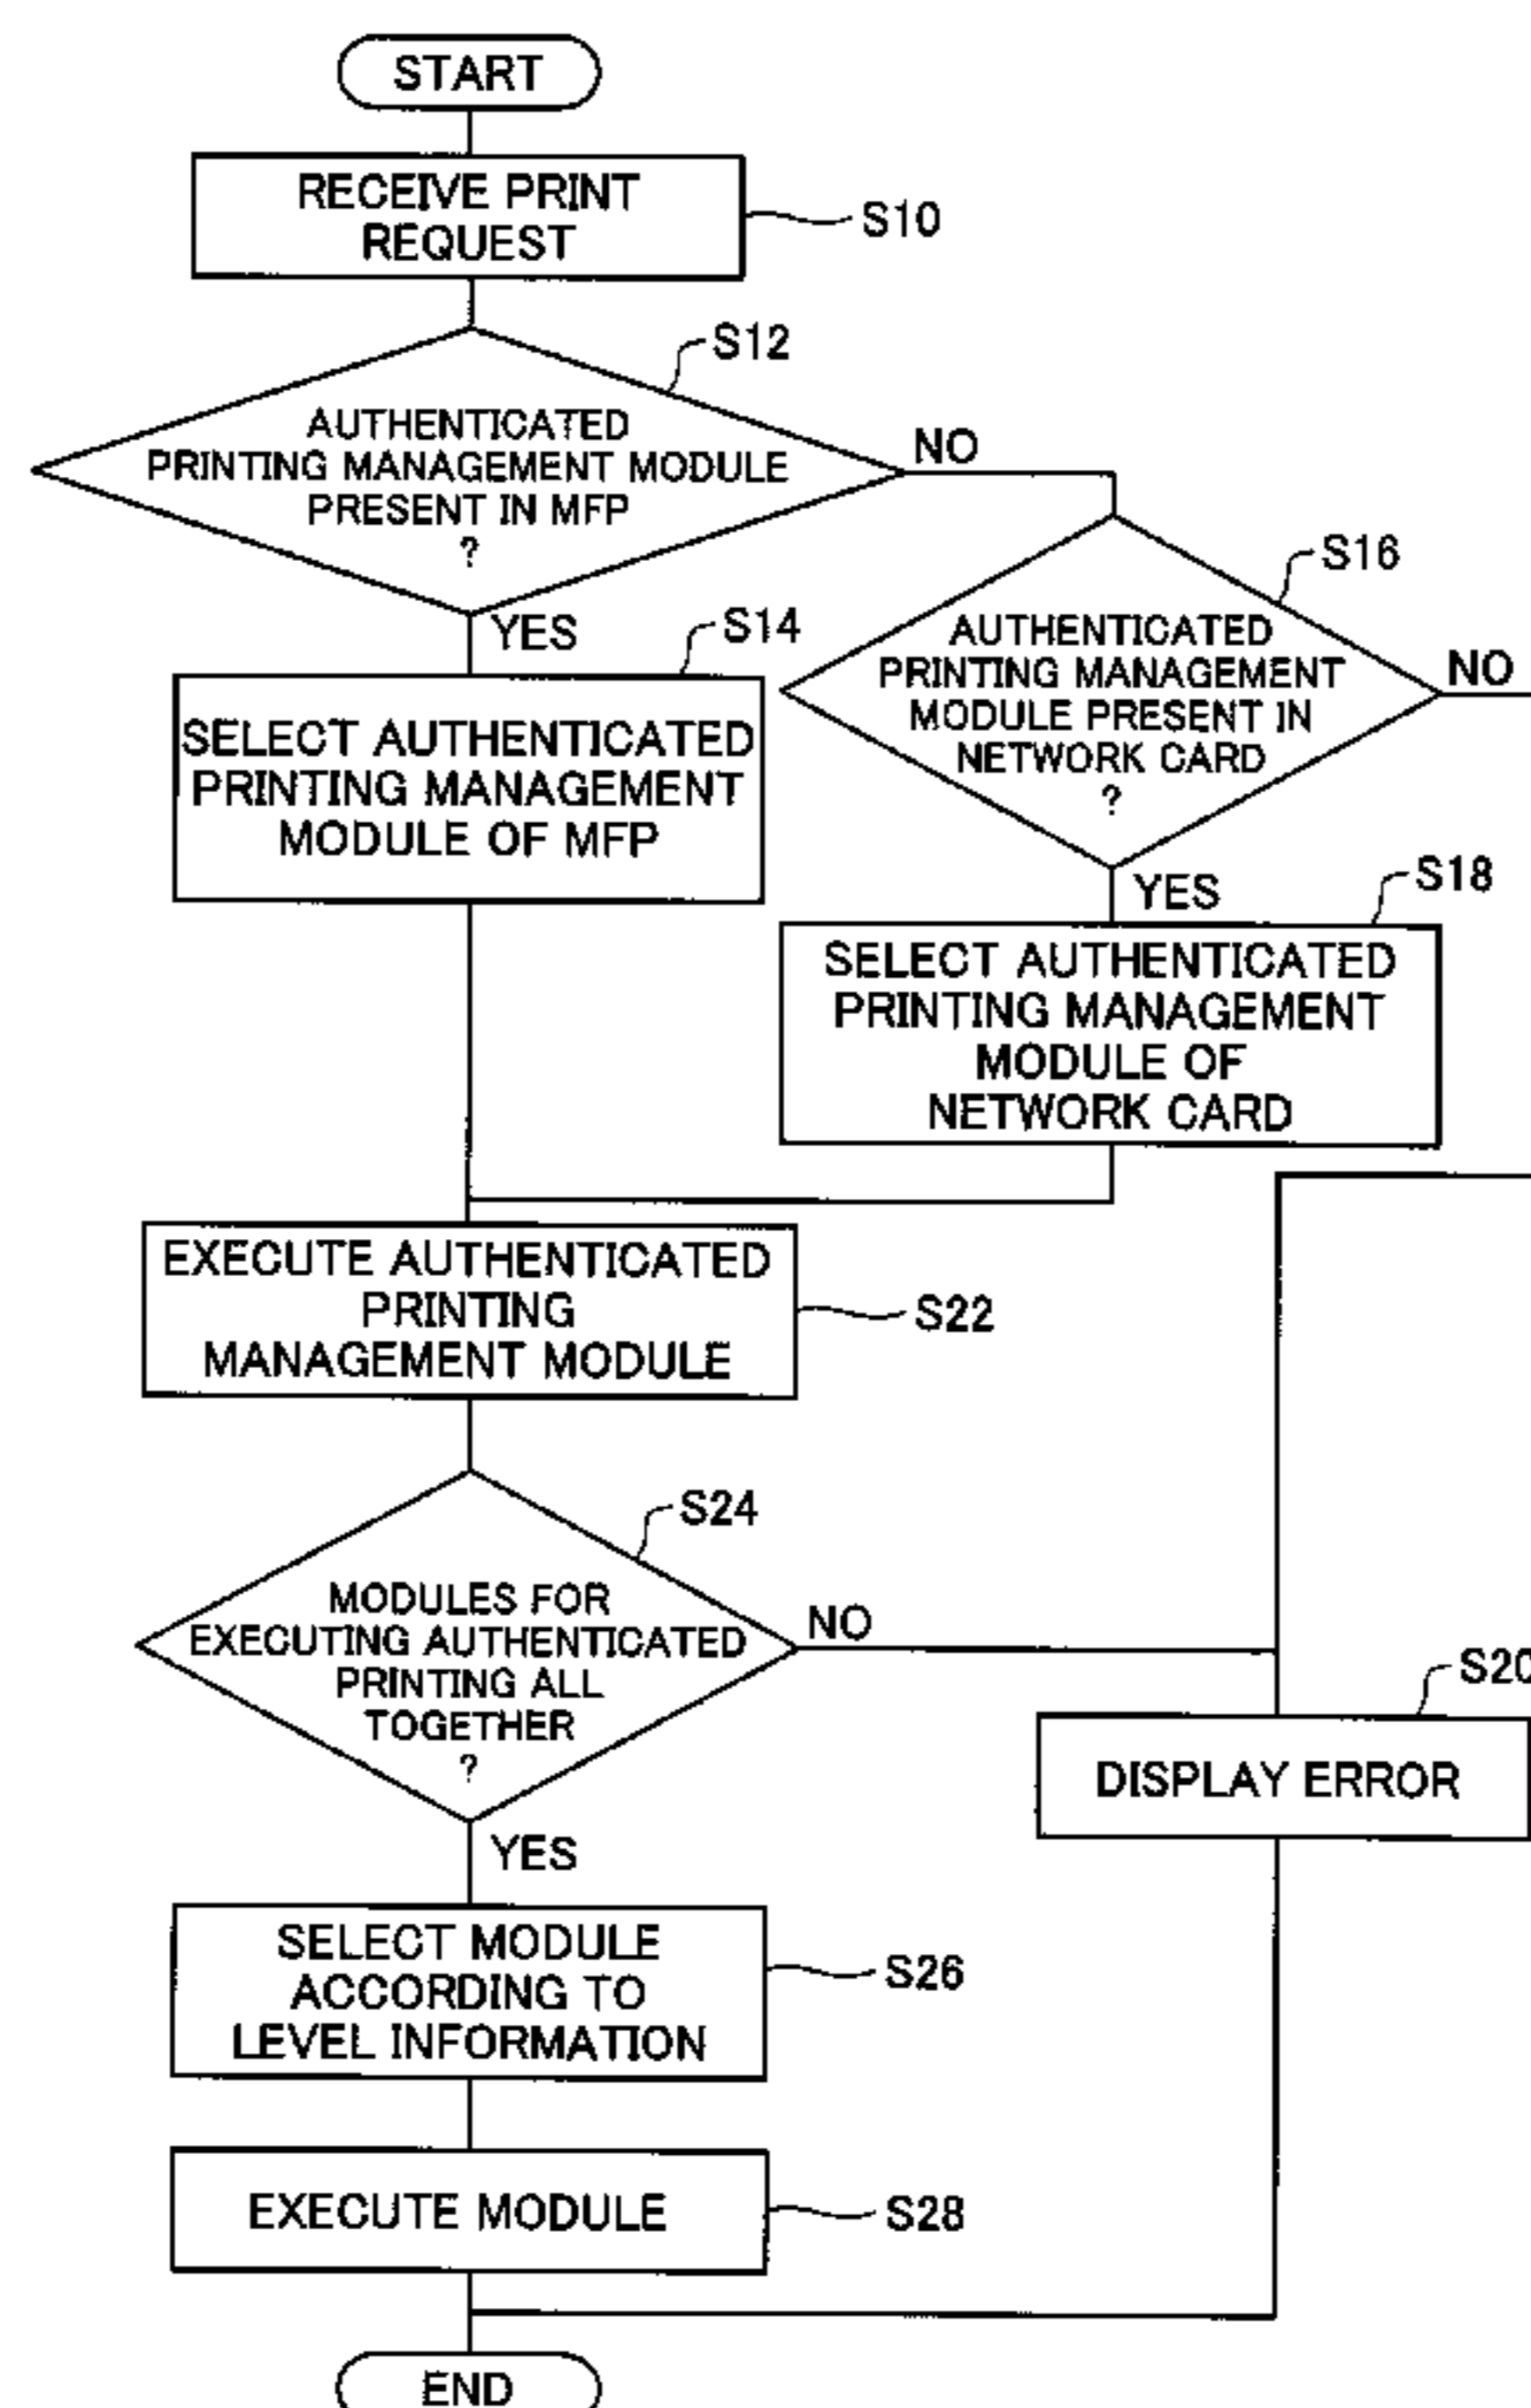 START
RECEIVE PRINT
REQUEST
S10
S12
AUTHENTICATED
PRINTING MANAGEMENT MODULE
PRESENT IN MFP
?
NO
YES
S14
SELECT AUTHENTICATED
PRINTING MANAGEMENT
MODULE OF MFP
S16
AUTHENTICATED
PRINTING MANAGEMENT
MODULE PRESENT IN
NETWORK CARD
?
NO
YES
S18
SELECT AUTHENTICATED
PRINTING MANAGEMENT
MODULE OF
NETWORK CARD
EXECUTE AUTHENTICATED
PRINTING
MANAGEMENT MODULE
S22
S24
MODULES FOR
EXECUTING AUTHENTICATED
PRINTING ALL
TOGETHER
?
NO
YES
S20
DISPLAY ERROR
SELECT MODULE
ACCORDING TO
LEVEL INFORMATION
S26
EXECUTE MODULE
S28
END